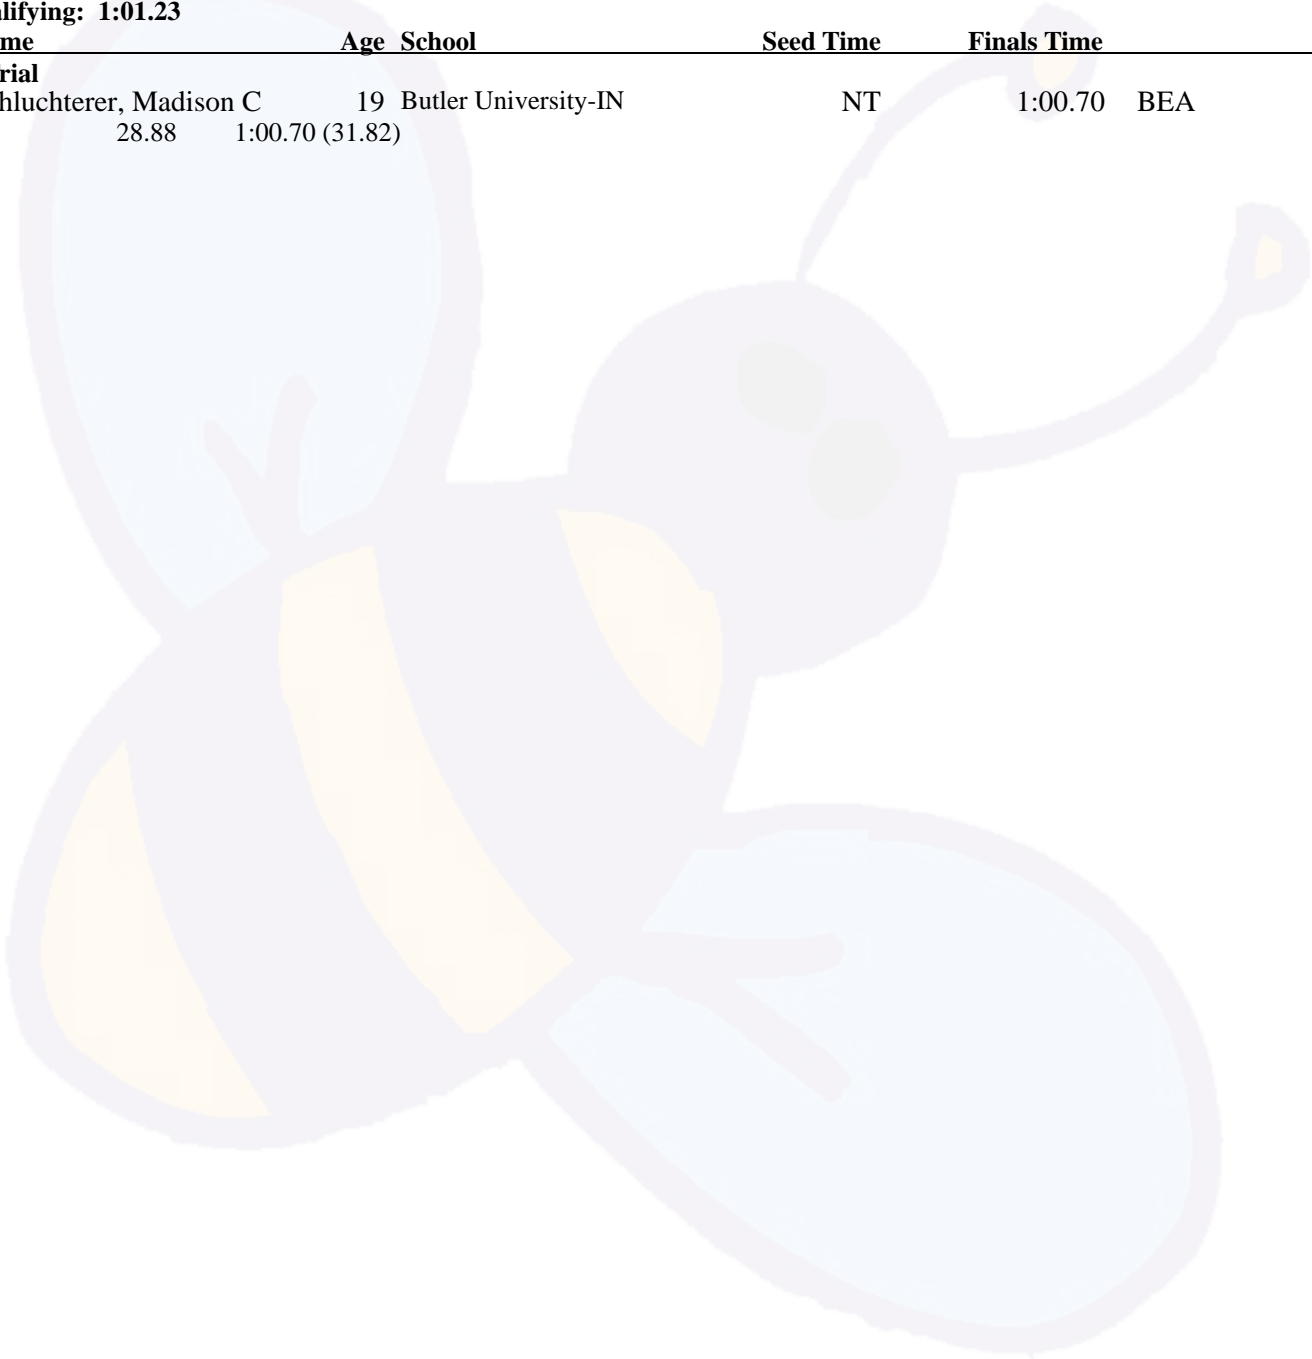 alifying: 1:01.23
me Age School Seed Time Finals Time
rial
hluchterer, Madison C 19 Butler University-IN NT 1:00.70 BEA
28.88 1:00.70 (31.82)